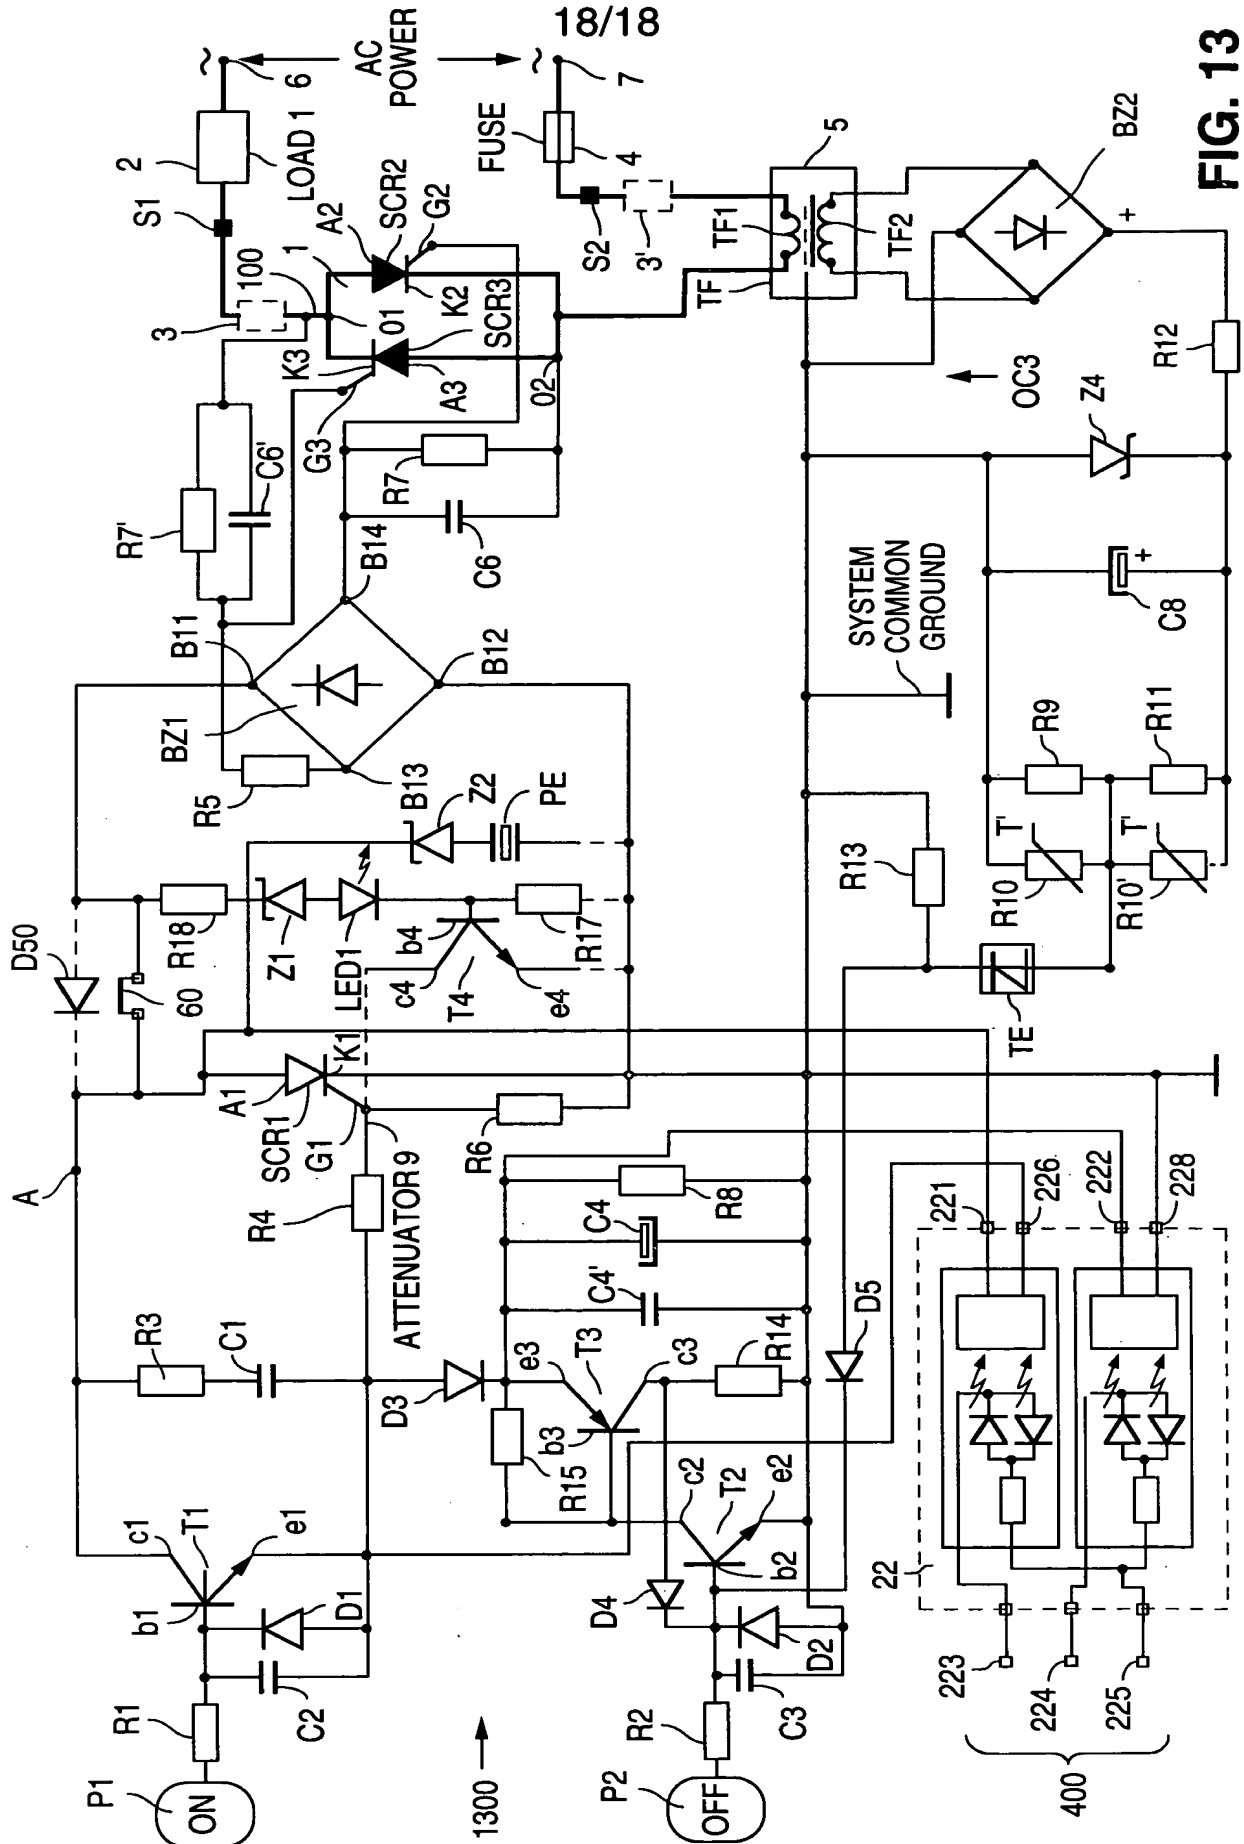 18/18
~
6
AC
POWER
~
7
2
LOAD 1
S1
FUSE
4
S2
3'
3
100
1
A2
SCR2
G2
K2
01
K3
SCR3
A3
02
G3
TF
TF1
TF2
5
BZ2
+
FIG. 13
R7'
C6'
R7
C6
B14
B11
B12
BZ1
B13
R5
OC3
R12
Z4
SYSTEM
COMMON
GROUND
C8
+
R9
R11
T'
T'
R10
R10'
R13
TE
Z2
PE
D50
60
R18
Z1
LED1
b4
c4
T4
e4
R17
A
A1
SCR1
G1
K1
R4
ATTENUATOR 9
R6
R8
C4
C4'
R3
C1
D3
e3
T3
c3
b3
R15
R14
D5
c1
T1
e1
b1
D1
R1
C2
P1
ON
1300
c2
T2
e2
b2
D4
D2
R2
C3
P2
OFF
221
226
222
228
22
223
224
225
400